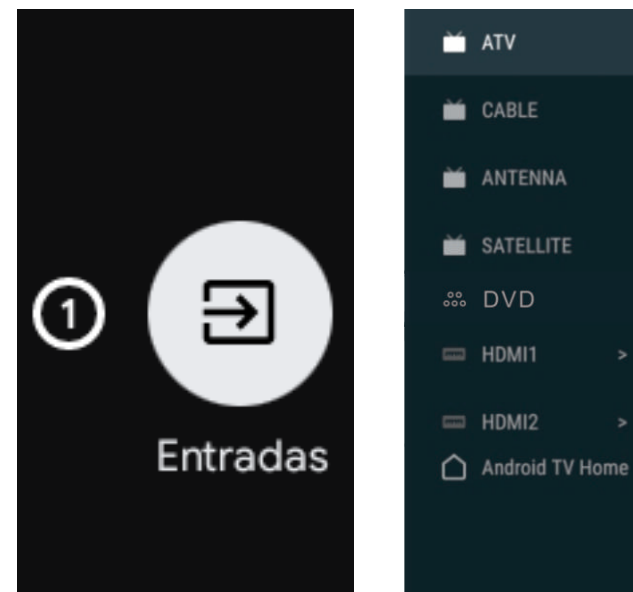 1
Entradas
ATV
CABLE
ANTENNA
SATELLITE
DVD
HDMI1 >
HDMI2 >
Android TV Home